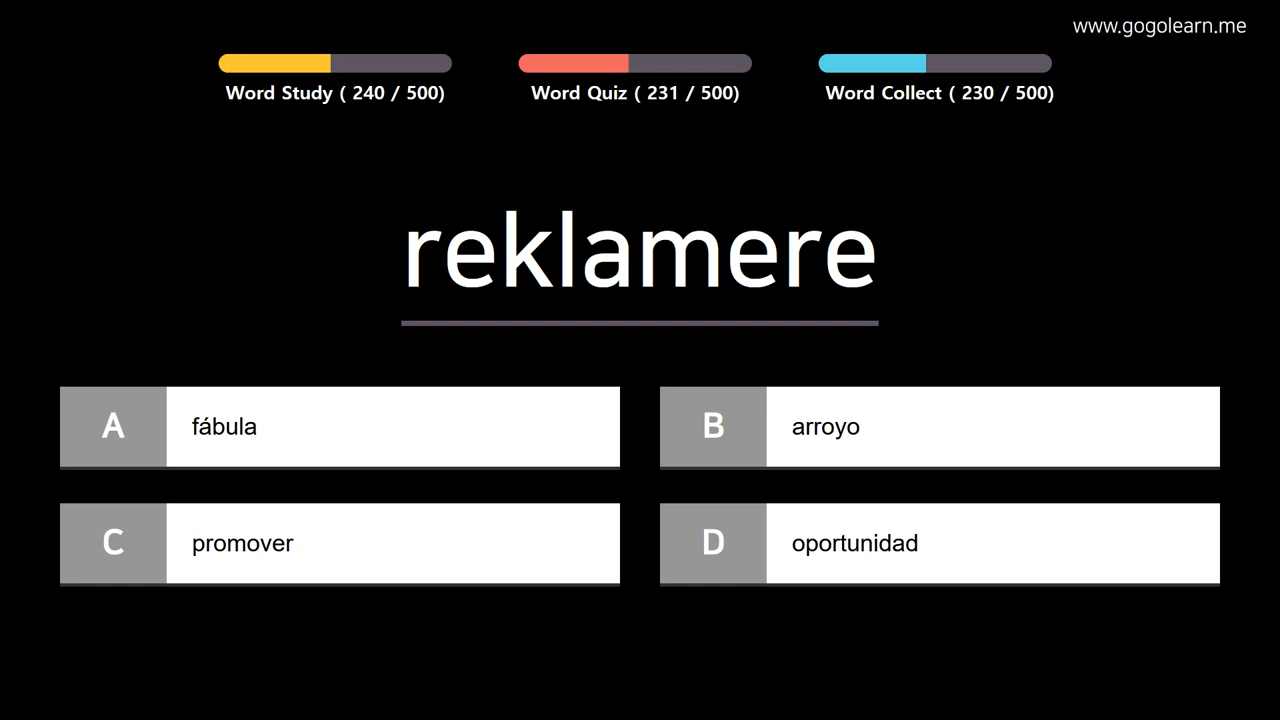 www.gogolearn.me
Word Study ( 240 / 500)
Word Quiz ( 231 / 500)
Word Collect ( 230 / 500)
reklamere
A fábula
B arroyo
C promover
D oportunidad